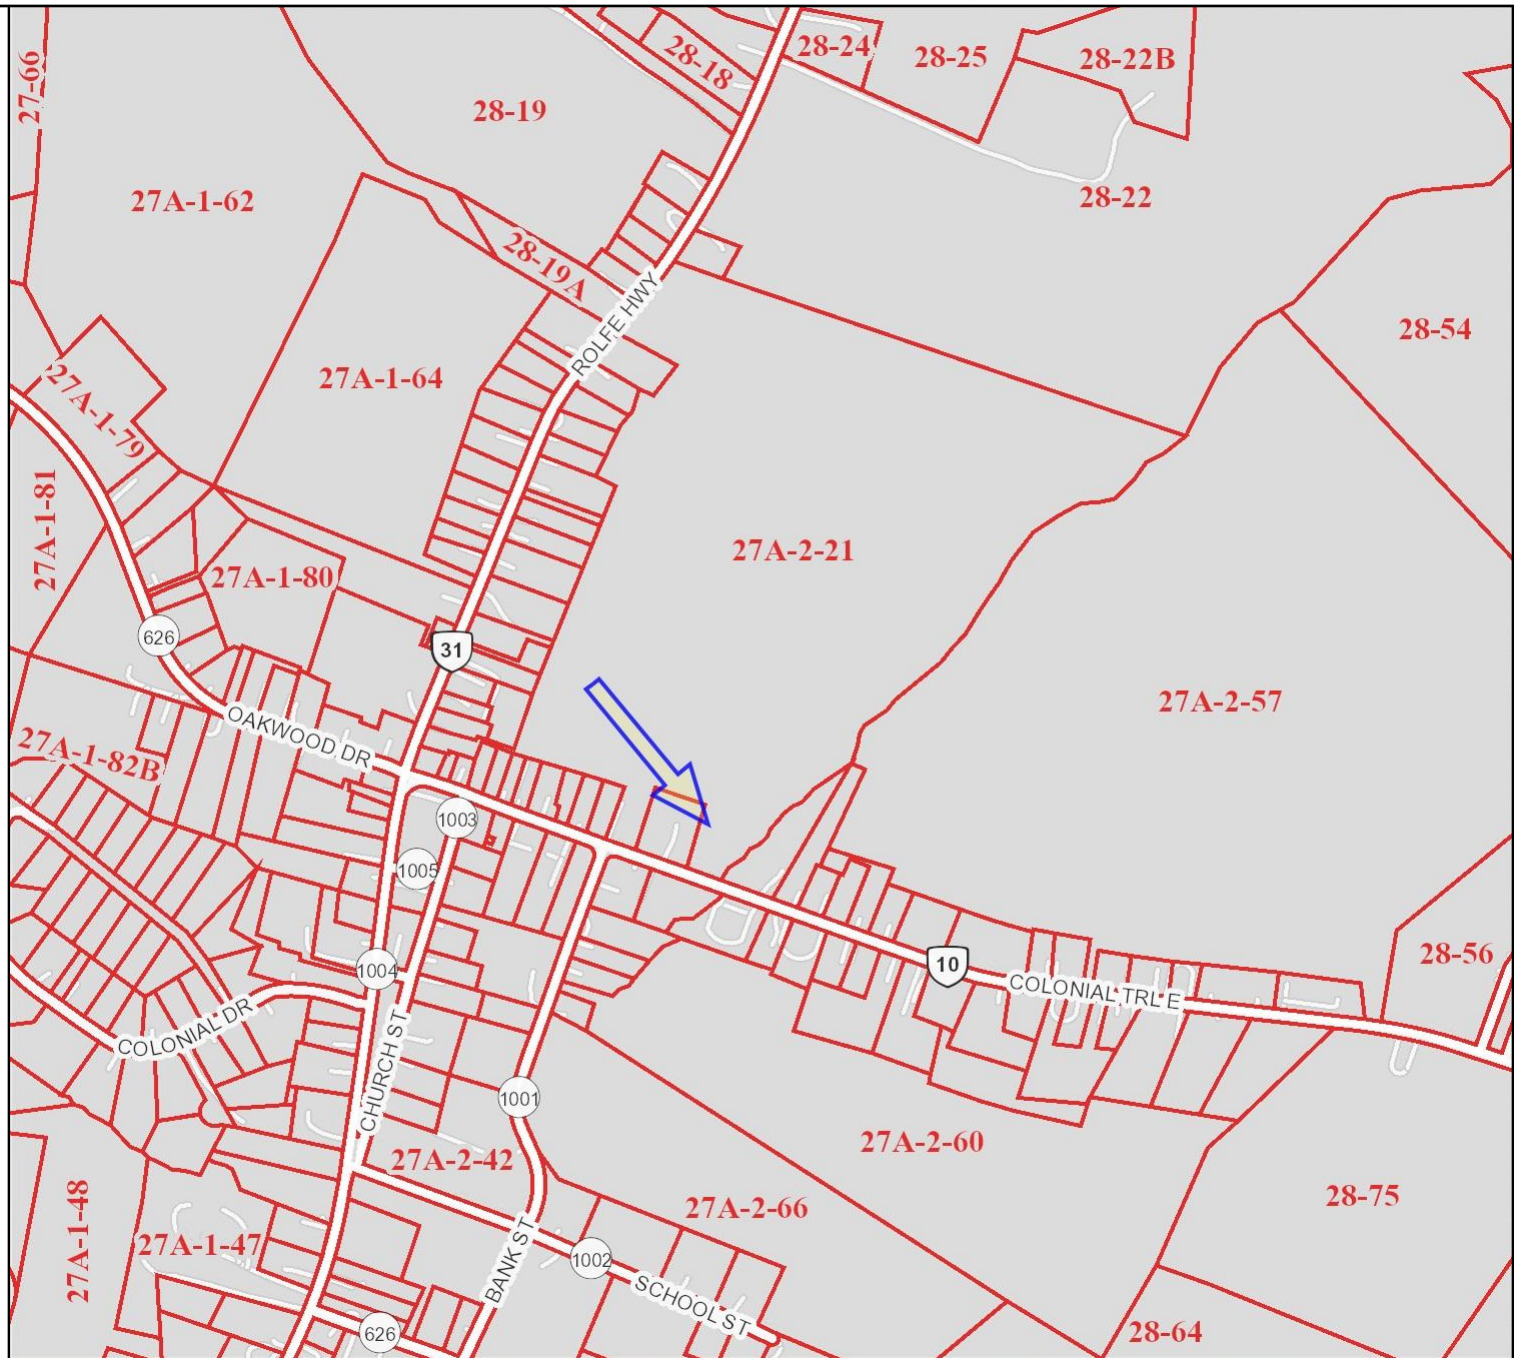 27-66
28-18
28-24
28-25
28-22B
28-19
27A-1-62
28-22
28-19A
ROLFE HWY
28-54
27A-1-64
27A-1-79
27A-1-81
27A-2-21
27A-1-80
626
31
27A-2-57
OAKWOOD DR
27A-1-82B
1003
1005
28-56
10
1004
COLONIAL TRL E
COLONIAL DR
CHURCH ST
1001
27A-2-60
27A-2-42
28-75
27A-2-66
27A-1-48
27A-1-47
BANK ST
1002
SCHOOL ST
626
28-64